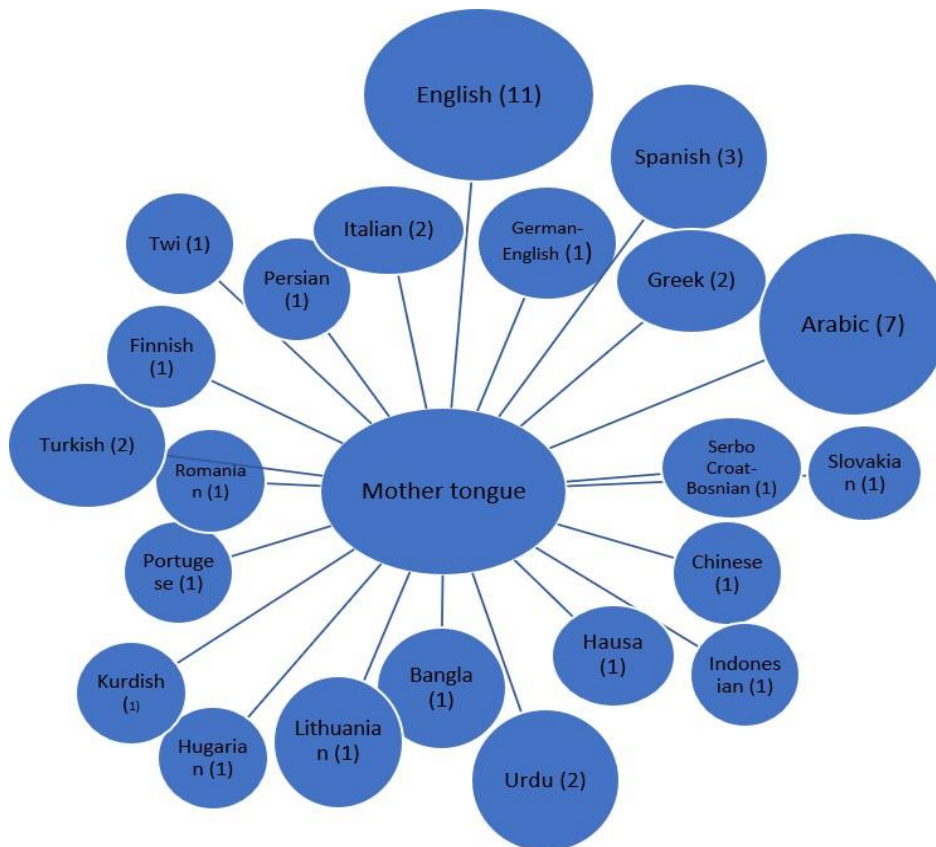 English (11)
Spanish (3)
Italian (2)
German-
English (1)
Twi (1)
Persian
(1)
Greek (2)
Arabic (7)
Finnish
(1)
Turkish (2)
Romania
n (1)
Mother tongue
Serbo
Croat-
Bosnian (1)
Slovakia
n (1)
Portuge
se (1)
Chinese
(1)
Kurdish
(1)
Hugaria
n (1)
Lithuania
n (1)
Bangla
(1)
Urdu (2)
Hausa
(1)
Indones
ian (1)